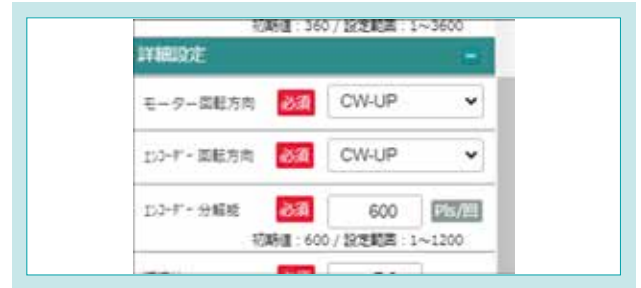 初期値：360 / 設定範囲：1～3600
詳細設定 −
モーター回転方向 必須 CW-UP
ｴﾝｺｰﾀﾞｰ回転方向 必須 CW-UP
ｴﾝｺｰﾀﾞｰ分解能 必須 600 Pls/回
初期値：600 / 設定範囲：1～1200